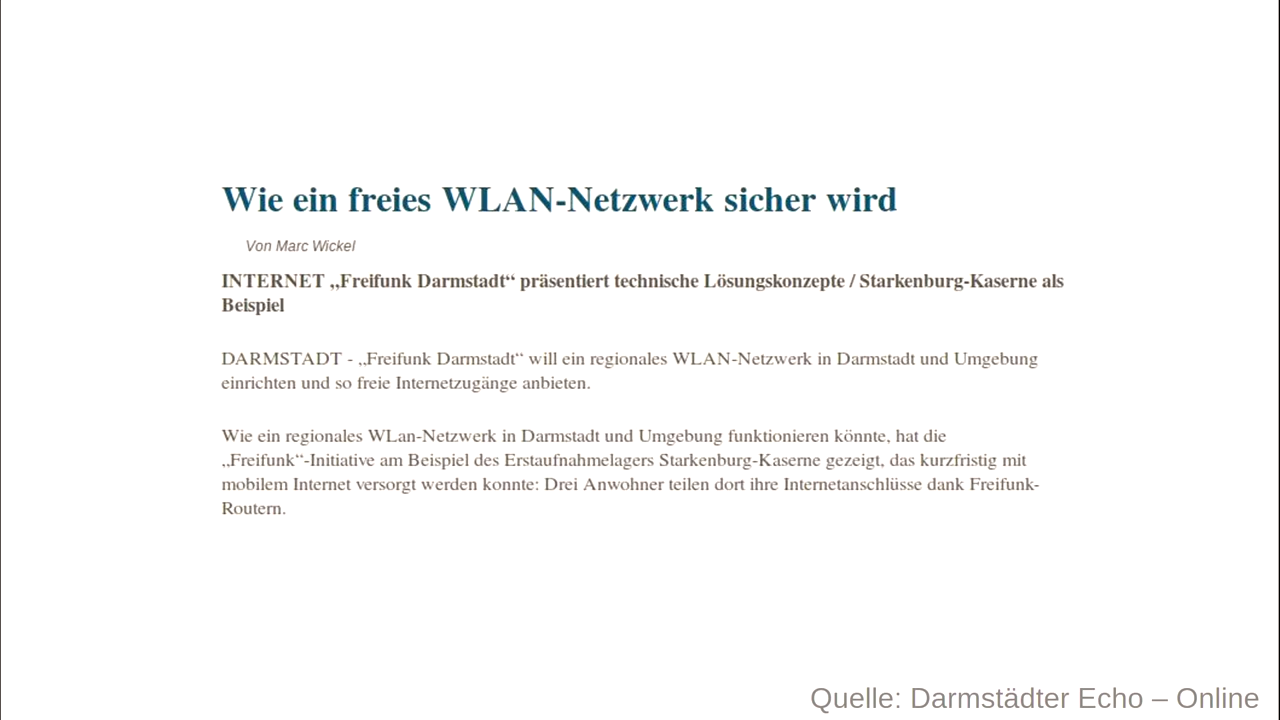 Wie ein freies WLAN-Netzwerk sicher wird
Von Marc Wickel
INTERNET „Freifunk Darmstadt“ präsentiert technische Lösungskonzepte / Starkenburg-Kaserne als
Beispiel
DARMSTADT - „Freifunk Darmstadt“ will ein regionales WLAN-Netzwerk in Darmstadt und Umgebung
einrichten und so freie Internetzugänge anbieten.
Wie ein regionales WLan-Netzwerk in Darmstadt und Umgebung funktionieren könnte, hat die
„Freifunk“-Initiative am Beispiel des Erstaufnahmelagers Starkenburg-Kaserne gezeigt, das kurzfristig mit
mobilem Internet versorgt werden konnte: Drei Anwohner teilen dort ihre Internetanschlüsse dank Freifunk-
Routern.
Quelle: Darmstädter Echo – Online